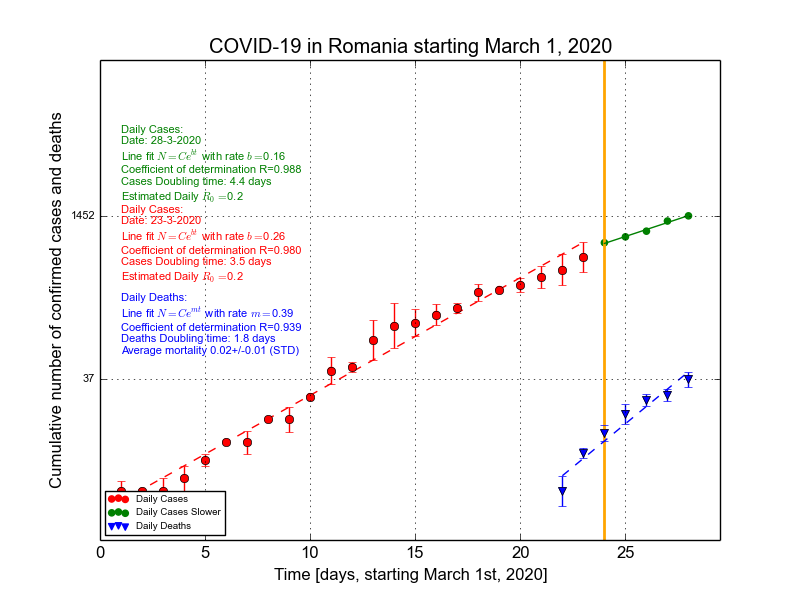 COVID-19 in Romania starting March 1, 2020
Cumulative number of confirmed cases and deaths
Daily Cases:
Date: 28-3-2020
Line fit N=Ce^{bt} with rate b=0.16
Coefficient of determination R=0.988
Cases Doubling time: 4.4 days
Estimated Daily R_0=0.2
Daily Cases:
Date: 23-3-2020
Line fit N=Ce^{bt} with rate b=0.26
Coefficient of determination R=0.980
Cases Doubling time: 3.5 days
Estimated Daily R_0=0.2
Daily Deaths:
Line fit N=Ce^{mt} with rate m=0.39
Coefficient of determination R=0.939
Deaths Doubling time: 1.8 days
Average mortality 0.02+/-0.01 (STD)
1452
37
Daily Cases
Daily Cases Slower
Daily Deaths
0 5 10 15 20 25
Time [days, starting March 1st, 2020]